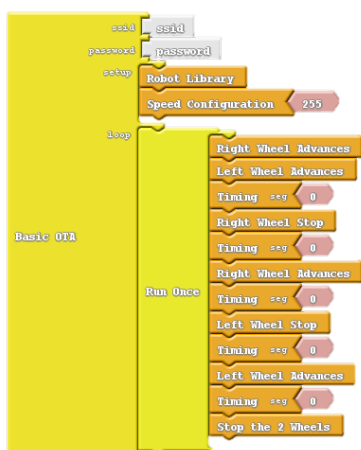 ssid ssid
password password
setup Robot Library
Speed Configuration 255
loop
Right Wheel Advances
Left Wheel Advances
Timing seg 0
Right Wheel Stop
Basic OTA Timing seg 0
Right Wheel Advances
Run Once Timing seg 0
Left Wheel Stop
Timing seg 0
Left Wheel Advances
Timing seg 0
Stop the 2 Wheels